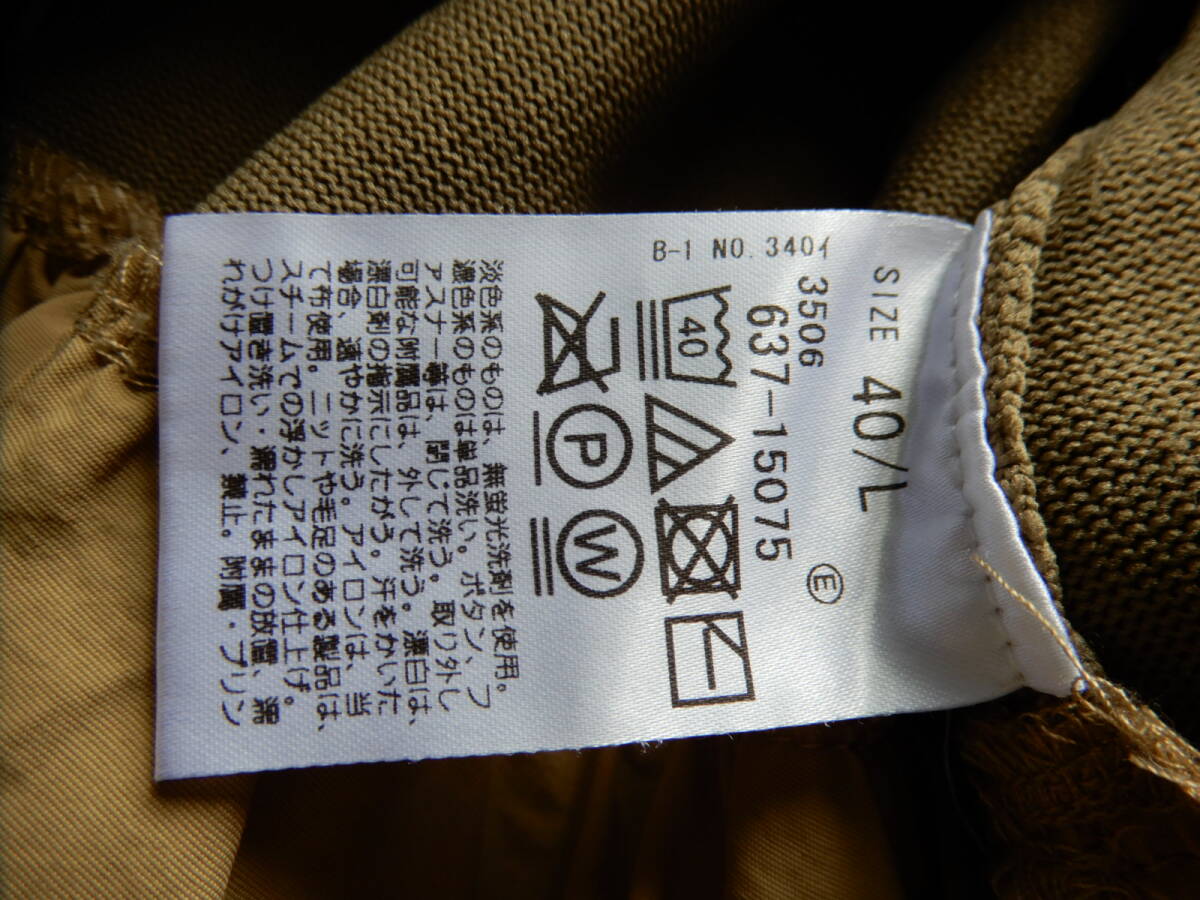 B-1 NO. 3404
SIZE 40/L
3506
637-15075
E
40
P
W
淡色系のものは、無蛍光洗剤を使用。
濃色系のものは単品洗い。ボタン、フ
アスナー等は、閉じて洗う。取り外し
可能な附属品は、外して洗う。漂白は、
漂白剤の指示にしたがう。汗をかいた
場合、速やかに洗う。アイロンは、当
て布使用。ニットや毛足のある製品は、
スチームでの浮かしアイロン仕上げ。
つけ置き洗い・濡れたままの放置、濡
れがけアイロン、禁止。附属・プリン